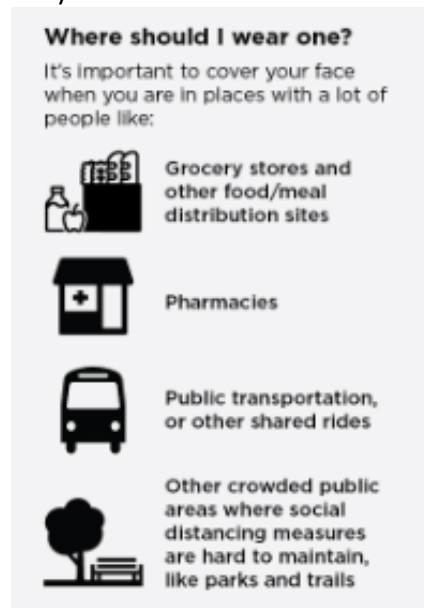 Where should I wear one?
It's important to cover your face
when you are in places with a lot of
people like:
Grocery stores and
other food/meal
distribution sites
Pharmacies
Public transportation,
or other shared rides
Other crowded public
areas where social
distancing measures
are hard to maintain,
like parks and trails